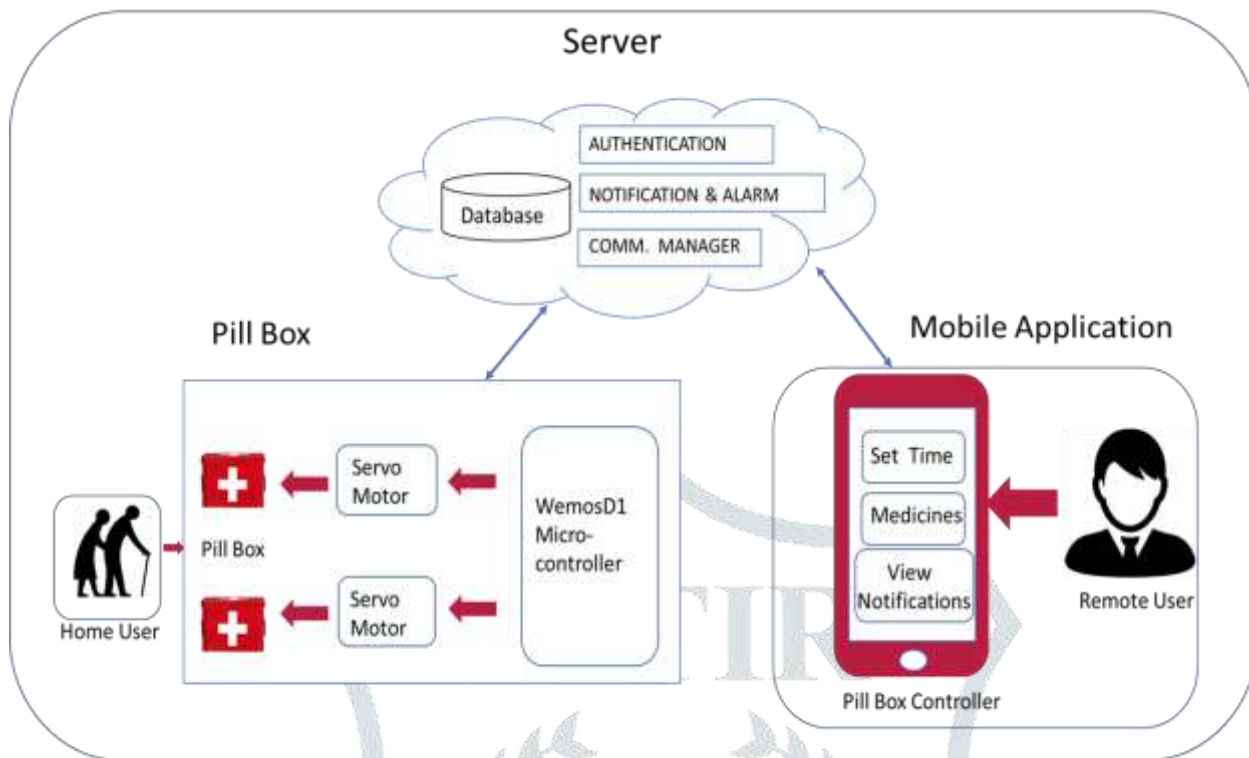 Server
AUTHENTICATION
Database
NOTIFICATION & ALARM
COMM. MANAGER
Pill Box
Mobile Application
Servo
Motor
WemosD1
Micro-
controller
Pill Box
Servo
Motor
Home User
Set Time
Medicines
View
Notifications
Remote User
Pill Box Controller